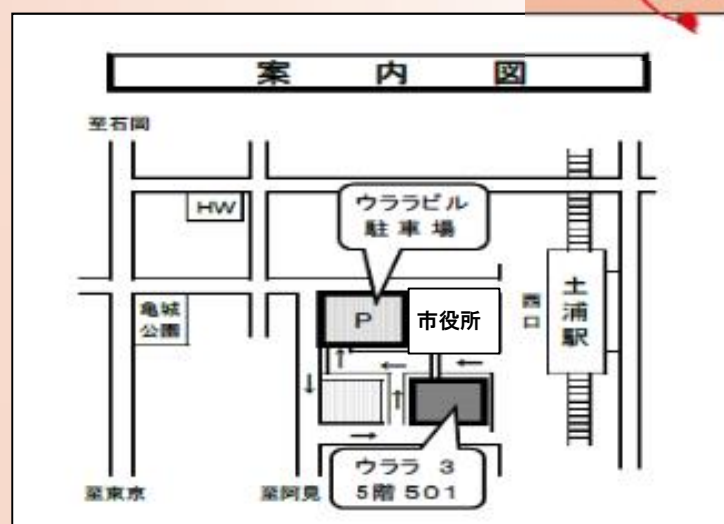 案内図
至石岡
HW
ウララビル
駐車場
亀城
公園
P
市役所
西口
土浦駅
ウララ 3
5階 501
至東京
至阿見